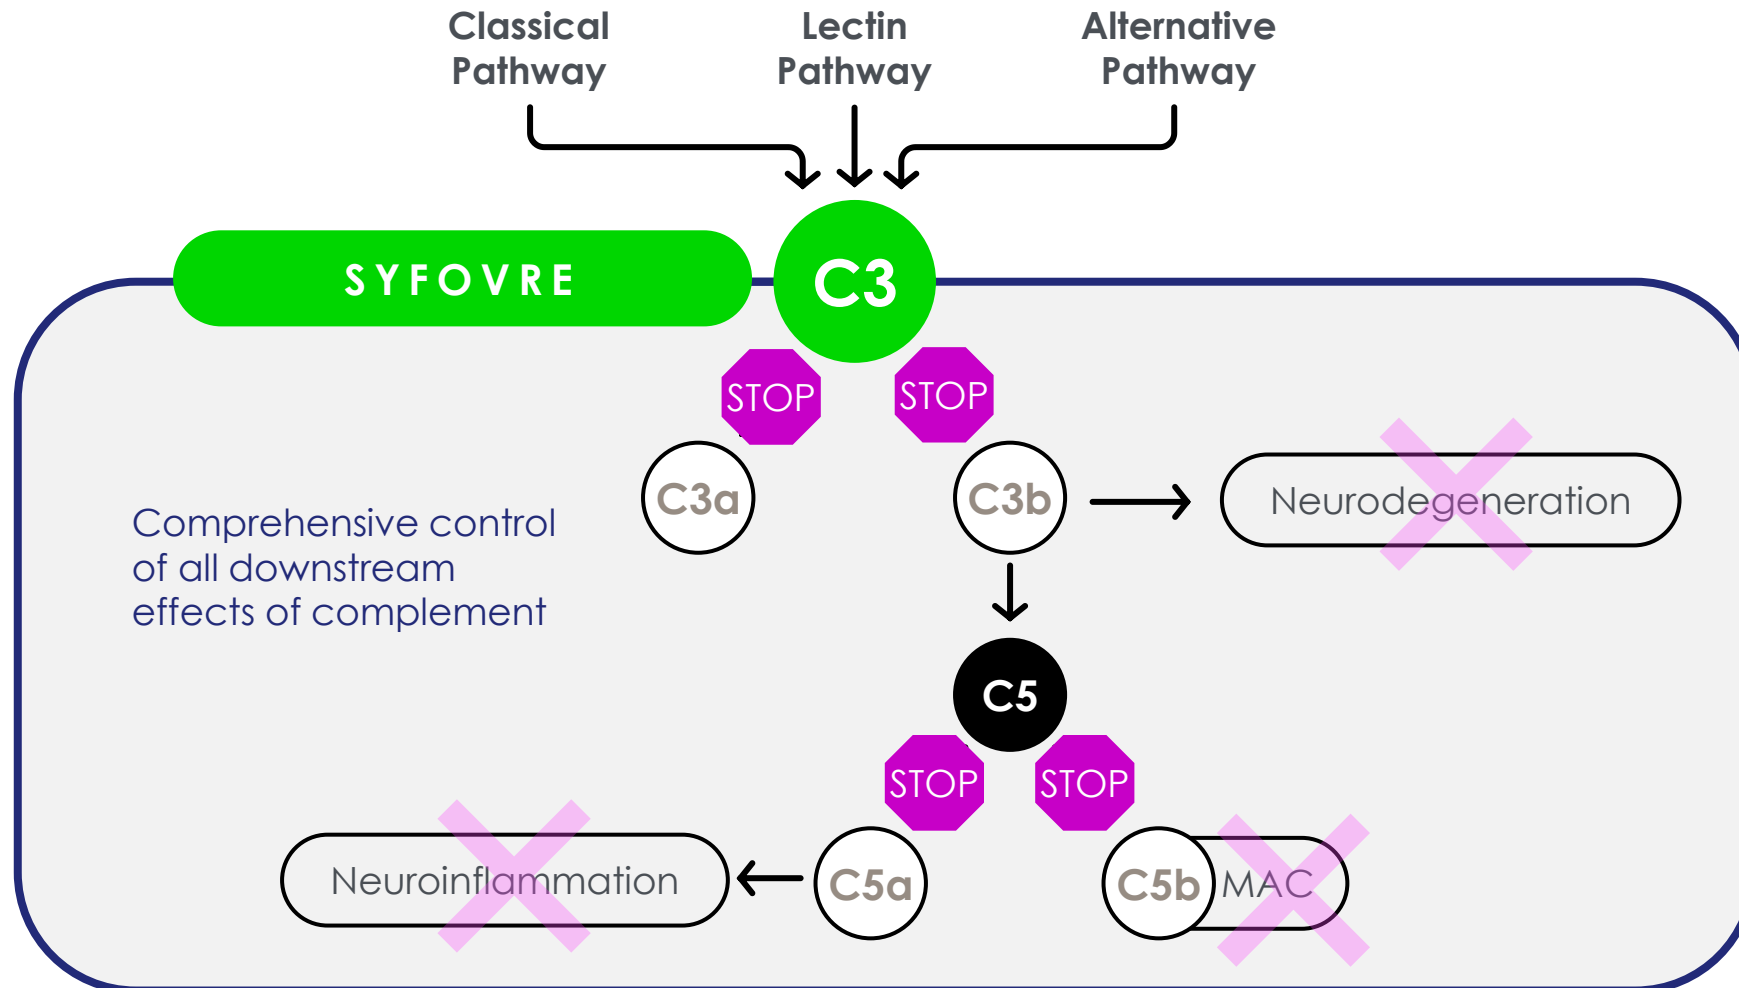 Classical
Pathway
Lectin
Pathway
Alternative
Pathway
SYFOVRE
C3
STOP
STOP
C3a
C3b
Neurodegeneration
Comprehensive control
of all downstream
effects of complement
C5
STOP
STOP
Neuroinflammation
C5a
C5b
MAC